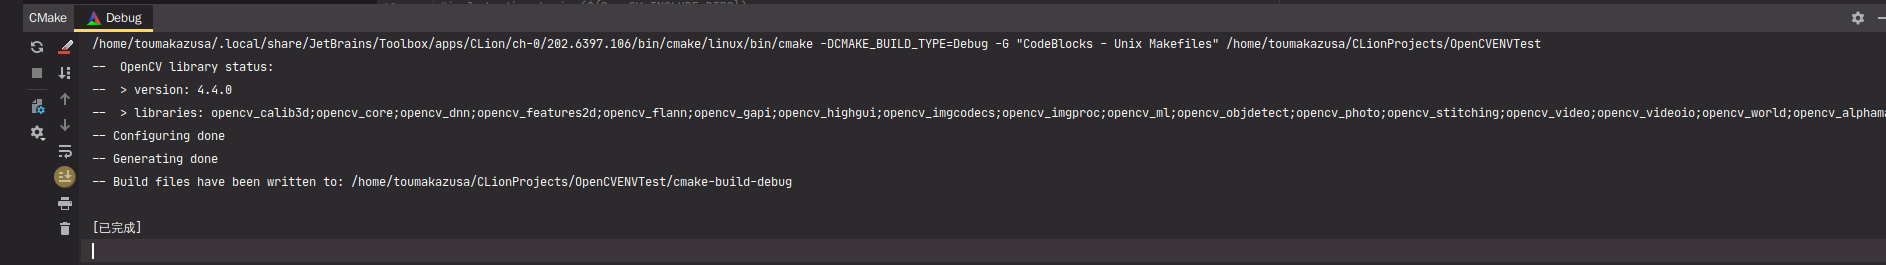 CMake Debug
/home/toumakazusa/.local/share/JetBrains/Toolbox/apps/CLion/ch-0/202.6397.106/bin/cmake/linux/bin/cmake -DCMAKE_BUILD_TYPE=Debug -G "CodeBlocks - Unix Makefiles" /home/toumakazusa/CLionProjects/OpenCVENVTest
-- OpenCV library status:
-- > version: 4.4.0
-- > libraries: opencv_calib3d;opencv_core;opencv_dnn;opencv_features2d;opencv_flann;opencv_gapi;opencv_highgui;opencv_imgcodecs;opencv_imgproc;opencv_ml;opencv_objdetect;opencv_photo;opencv_stitching;opencv_video;opencv_videoio;opencv_world;opencv_alphama
-- Configuring done
-- Generating done
-- Build files have been written to: /home/toumakazusa/CLionProjects/OpenCVENVTest/cmake-build-debug
[已完成]